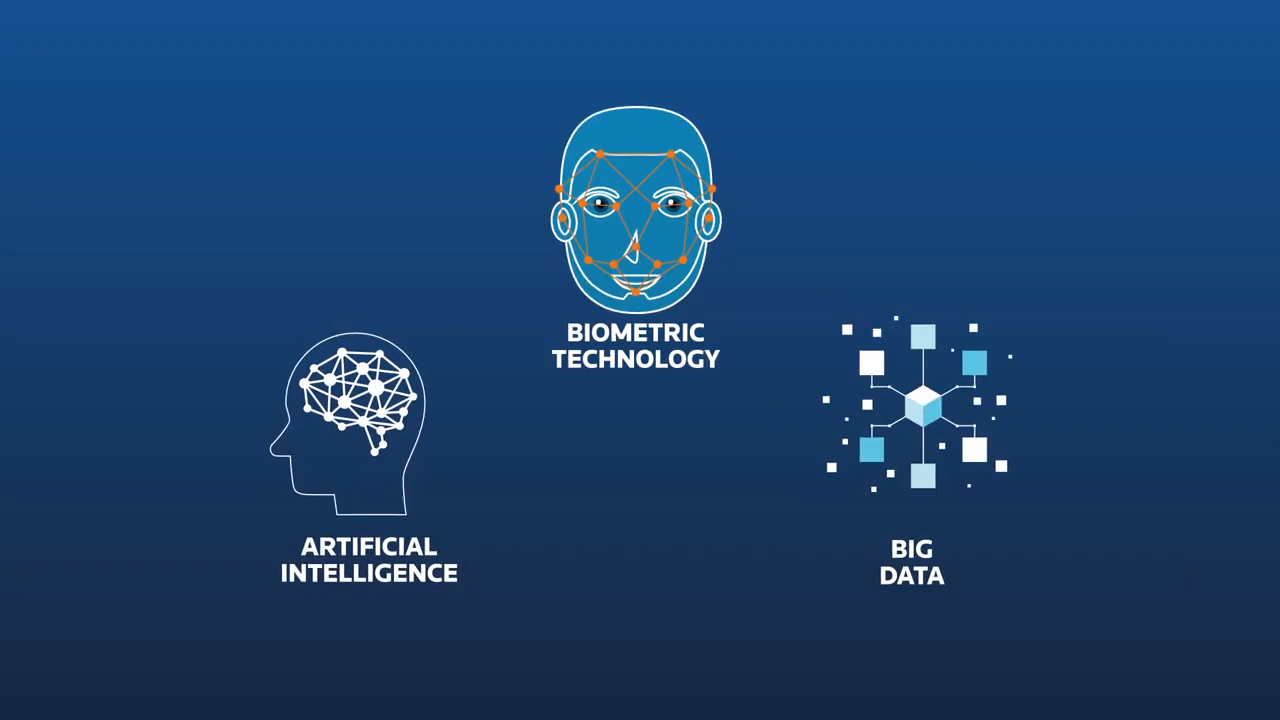 BIOMETRIC
TECHNOLOGY
ARTIFICIAL
INTELLIGENCE
BIG
DATA